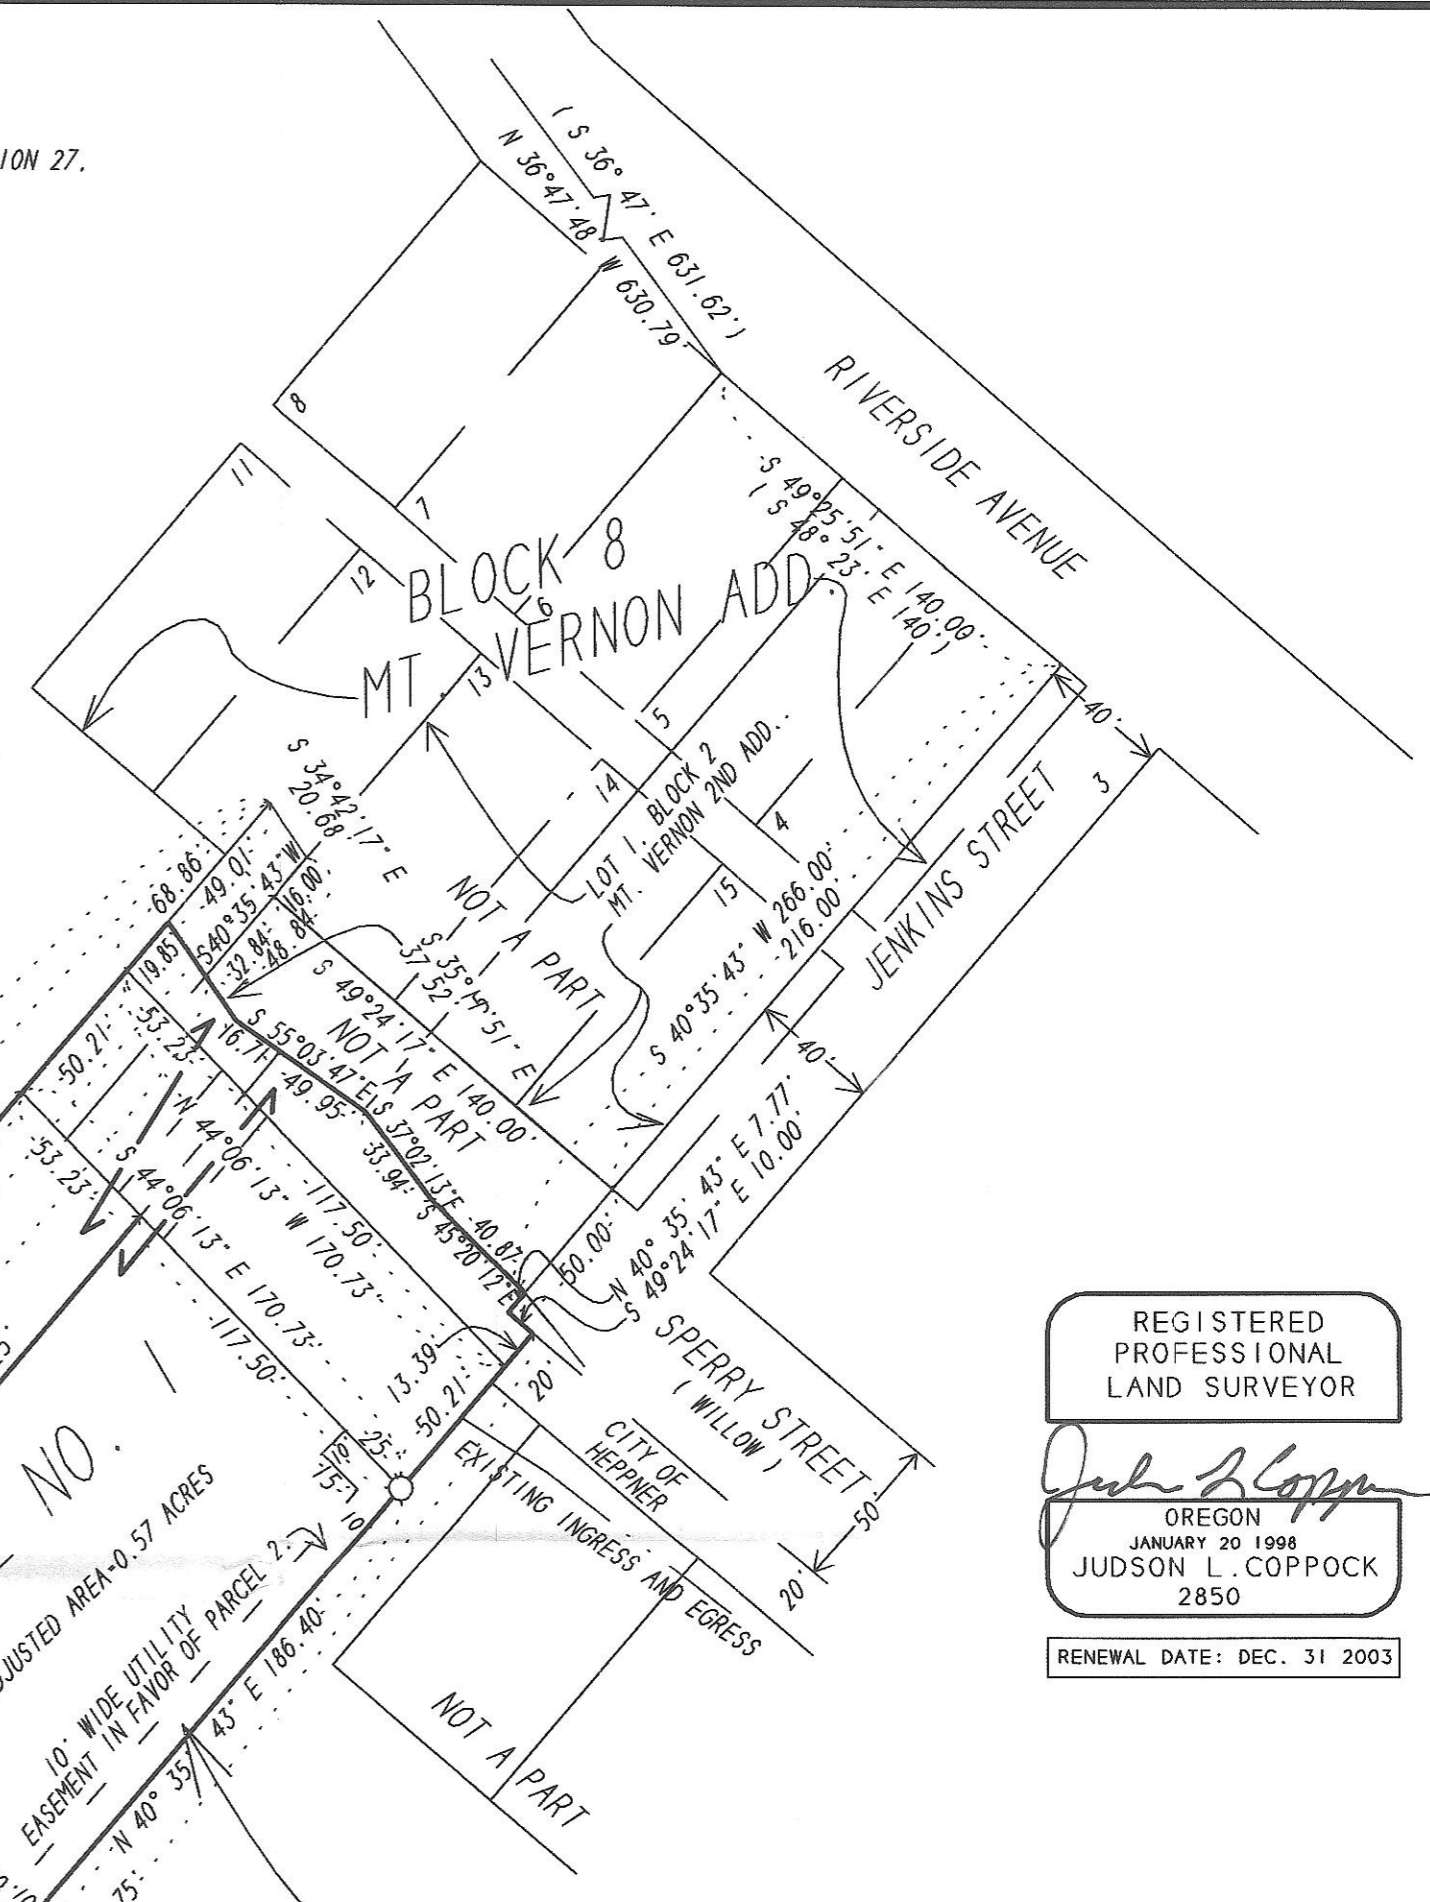 ION 27.
( S 36° 47' E 631.62')
N 36°47'48 W 630.79'
RIVERSIDE AVENUE
8
11
7
12
BLOCK 8
MT. VERNON ADD.
6
13
5
14
4
15
3
S 49°25'51" E 140.00'
( S 48° 23' E 140')
40'
JENKINS STREET
LOT 1, BLOCK 2
MT. VERNON 2ND ADD.
S 34°42'17" E
20.68'
68.86'
49.01'
S40°35'43"W
16.00'
32.84'
48.84'
19.85'
NOT A PART
S 40°35'43" W 266.00'
216.00'
40'
37.52'
S 49°24'17" E 140.00'
NOT A PART
S 55°03'47"E
16.71'
49.95'
S 37°02'13"E
33.94'
40.87'
S 45°20'12"E
50.21'
53.23'
53.23'
N 44°06'13" W 170.73'
117.50'
S 44°06'13" E 170.73'
117.50'
50.00'
N 40° 35' 43" E 7.77'
S 49°24'17" E 10.00'
SPERRY STREET
( WILLOW )
13.39'
50.21'
20'
25'
10'
75'
10'
CITY OF
HEPPNER
EXISTING INGRESS AND EGRESS
50'
20'
NO. 1
ADJUSTED AREA=0.57 ACRES
10' WIDE UTILITY
EASEMENT IN FAVOR OF PARCEL 2.
N 40° 35' 43" E 186.40'
75'
NOT A PART
REGISTERED
PROFESSIONAL
LAND SURVEYOR
OREGON
JANUARY 20 1998
JUDSON L. COPPOCK
2850
RENEWAL DATE: DEC. 31 2003